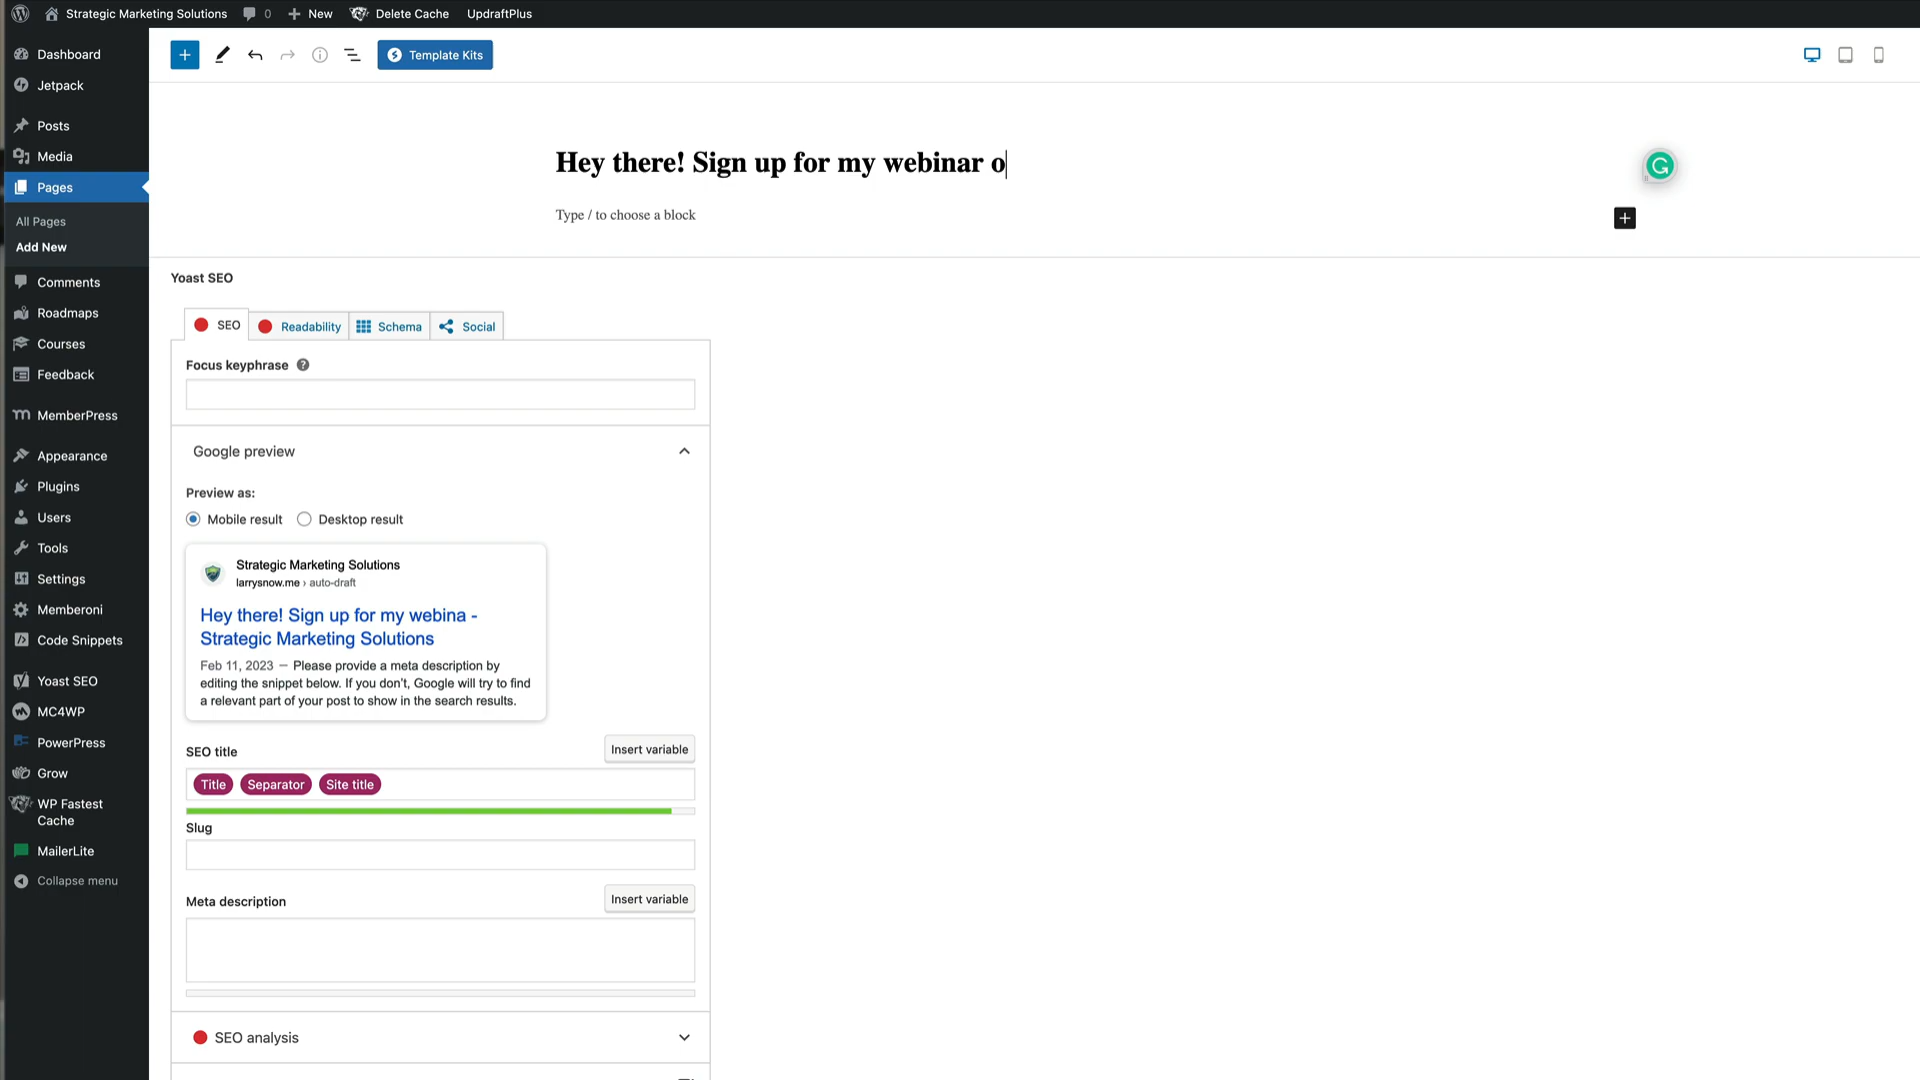 Strategic Marketing Solutions 0 New Delete Cache UpdraftPlus
Template Kits
Dashboard
Jetpack
Posts
Media
Pages
All Pages
Add New
Comments
Roadmaps
Courses
Feedback
MemberPress
Appearance
Plugins
Users
Tools
Settings
Memberoni
Code Snippets
Yoast SEO
MC4WP
PowerPress
Grow
WP Fastest
Cache
MailerLite
Collapse menu
Hey there! Sign up for my webinar o
Type / to choose a block
Yoast SEO
SEO Readability Schema Social
Focus keyphrase
Google preview
Preview as:
Mobile result Desktop result
Strategic Marketing Solutions
larrysnow.me › auto-draft
Hey there! Sign up for my webina -
Strategic Marketing Solutions
Feb 11, 2023 – Please provide a meta description by
editing the snippet below. If you don't, Google will try to find
a relevant part of your post to show in the search results.
SEO title Insert variable
Title Separator Site title
Slug
Meta description Insert variable
SEO analysis